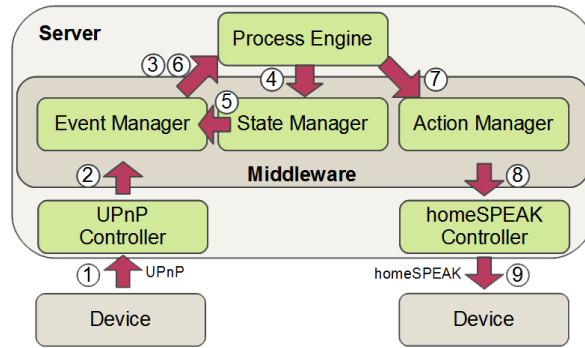 Server
Process Engine
3 6
4
7
Event Manager
5
State Manager
Action Manager
2
Middleware
8
UPnP
Controller
homeSPEAK
Controller
1
UPnP
homeSPEAK
9
Device
Device